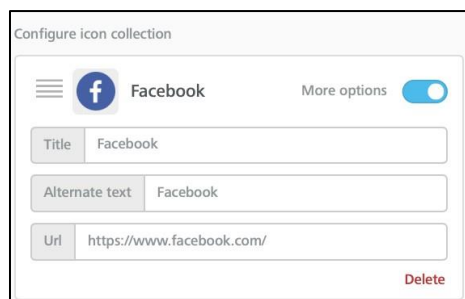 Configure icon collection
Facebook More options
Title Facebook
Alternate text Facebook
Url https://www.facebook.com/
Delete